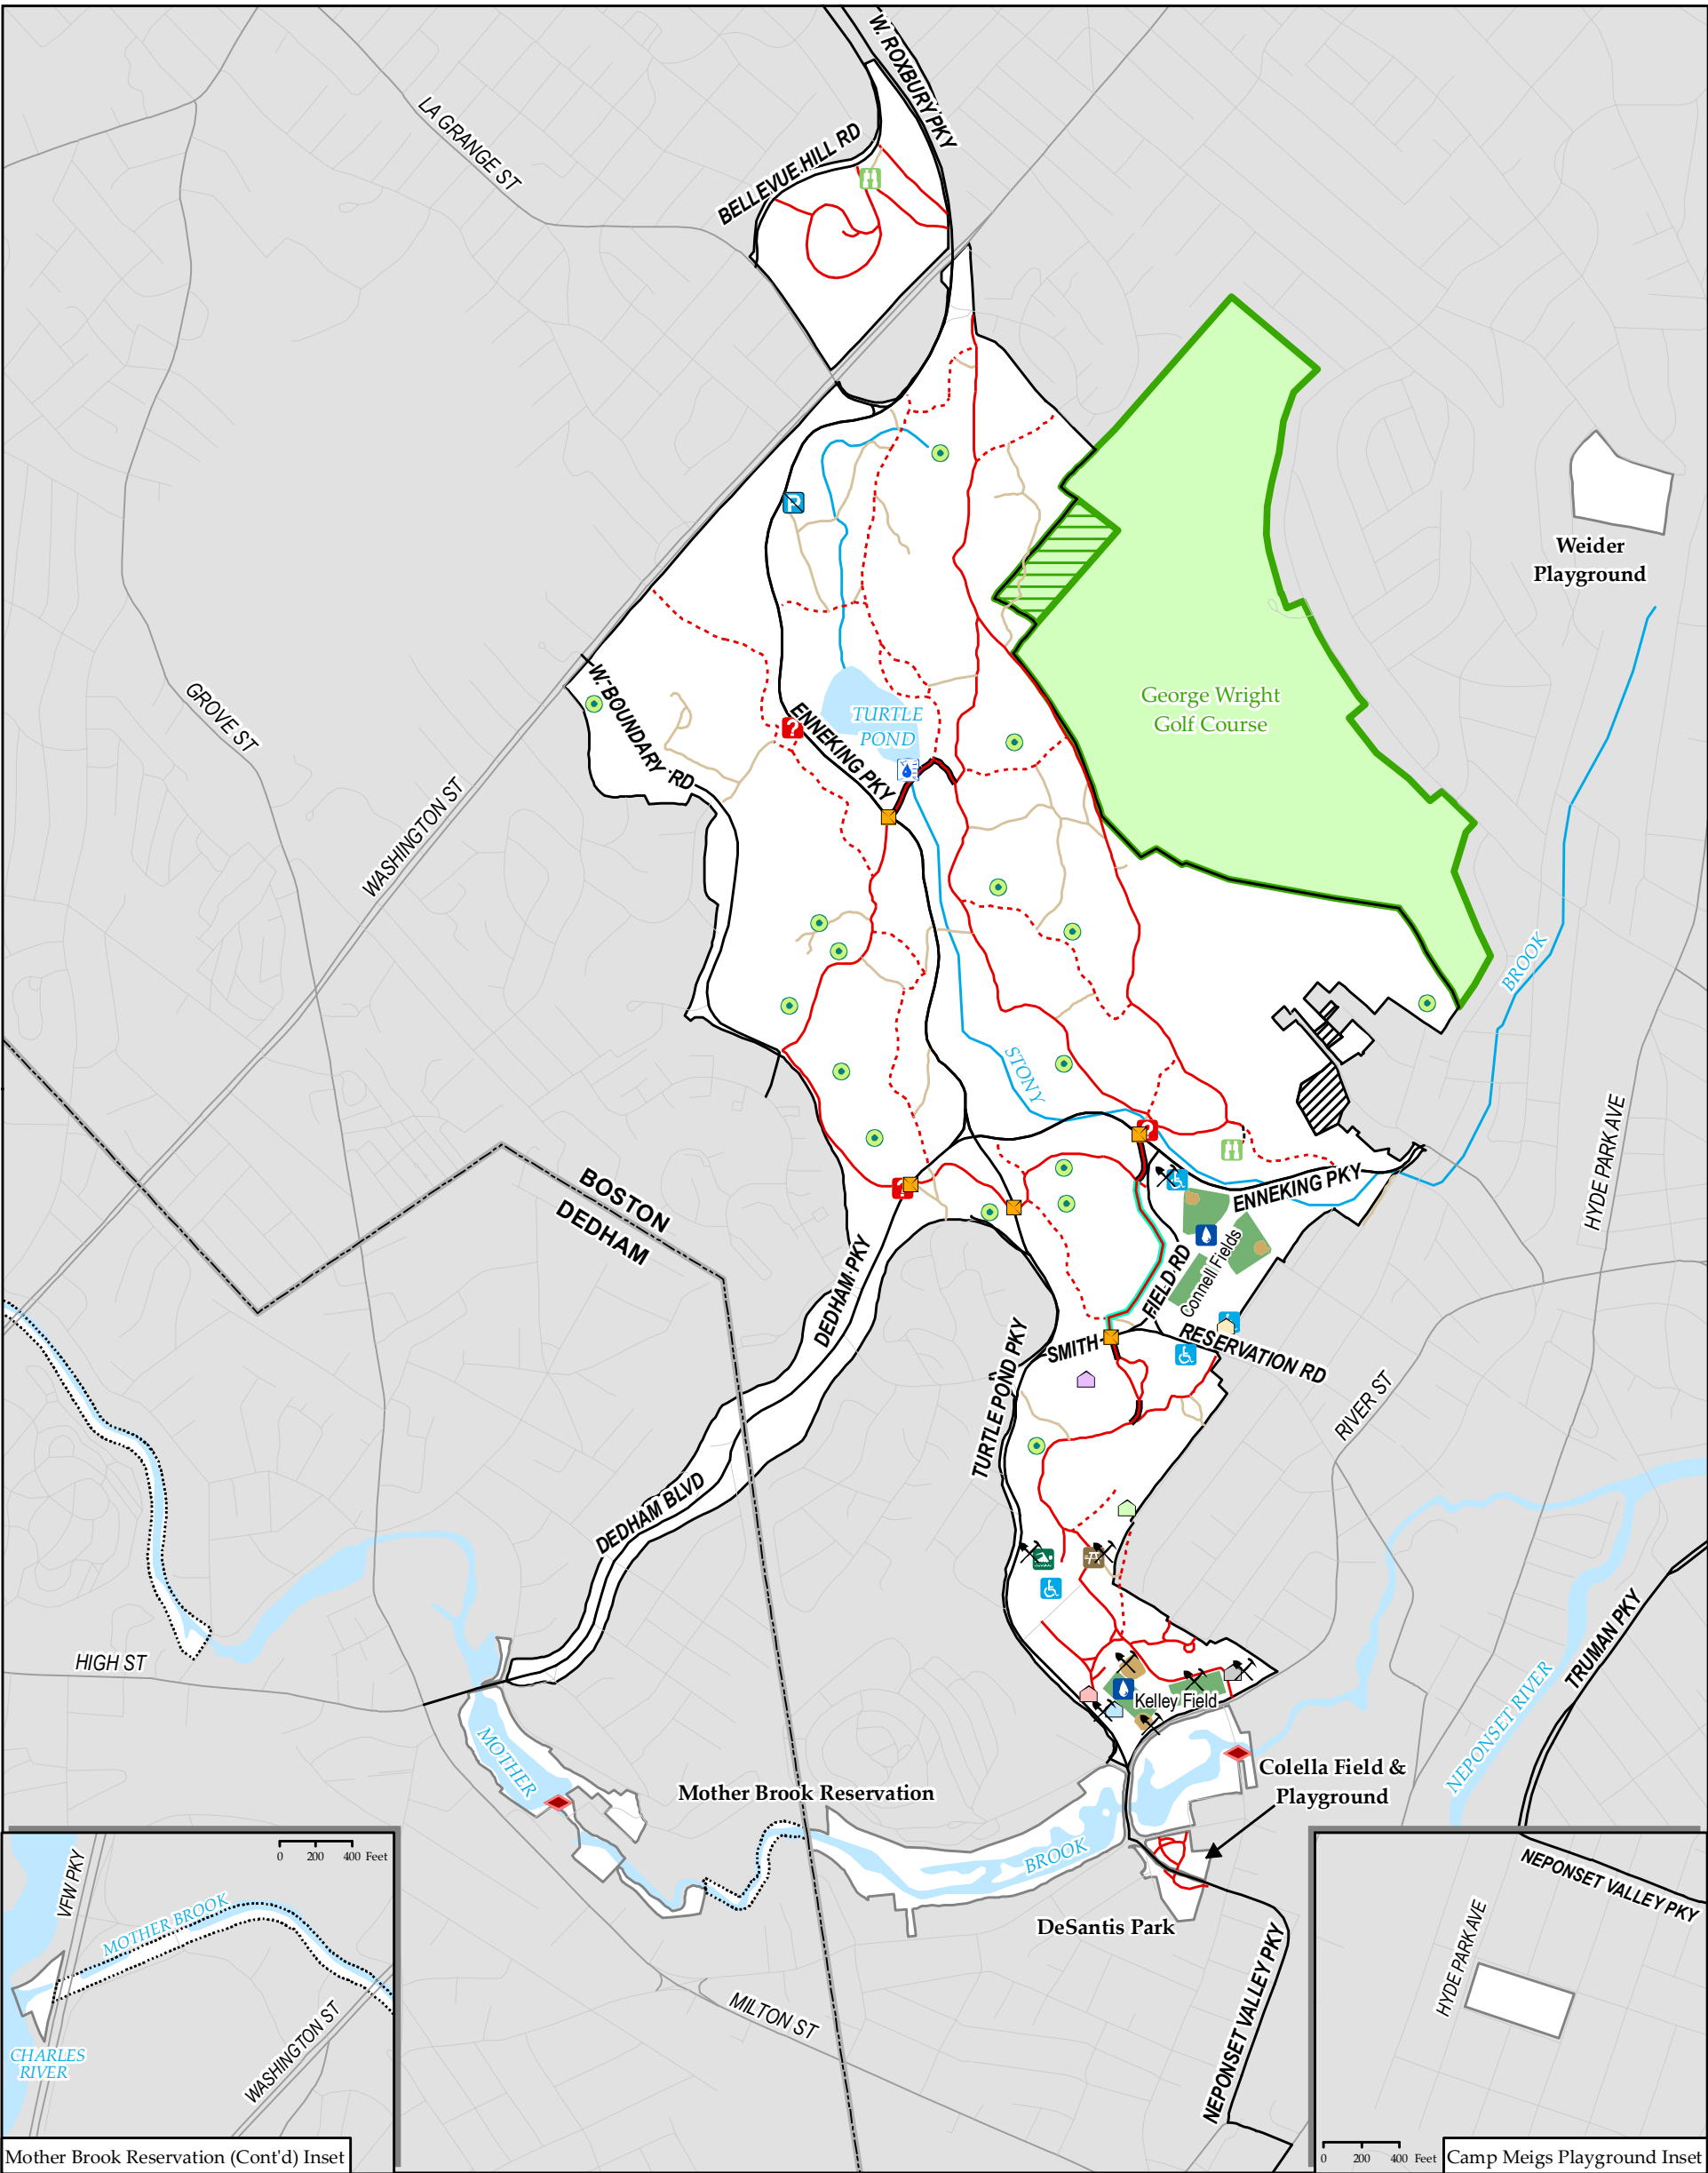 W. ROXBURY PKY
LA GRANGE ST
BELLEVUE HILL RD
Weider
Playground
P
GROVE ST
W. BOUNDARY RD
ENNEKING PKY
TURTLE
POND
George Wright
Golf Course
?
WASHINGTON ST
BROOK
STONY
HYDE PARK AVE
?
BOSTON
DEDHAM
?
ENNEKING PKY
DEDHAM PKY
FIELD RD
Connell Fields
SMITH
RESERVATION RD
TURTLE POND PKY
RIVER ST
DEDHAM BLVD
HIGH ST
TRUMAN PKY
NEPONSET RIVER
Kelley Field
MOTHER
Mother Brook Reservation
Colella Field &
Playground
BROOK
DeSantis Park
MILTON ST
NEPONSET VALLEY PKY
0 200 400 Feet
VFW PKY
MOTHER BROOK
WASHINGTON ST
CHARLES
RIVER
Mother Brook Reservation (Cont'd) Inset
NEPONSET VALLEY PKY
HYDE PARK AVE
0 200 400 Feet
Camp Meigs Playground Inset